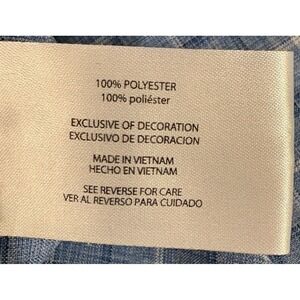 100% POLYESTER
100% poliéster
EXCLUSIVE OF DECORATION
EXCLUSIVO DE DECORACION
MADE IN VIETNAM
HECHO EN VIETNAM
SEE REVERSE FOR CARE
VER AL REVERSO PARA CUIDADO